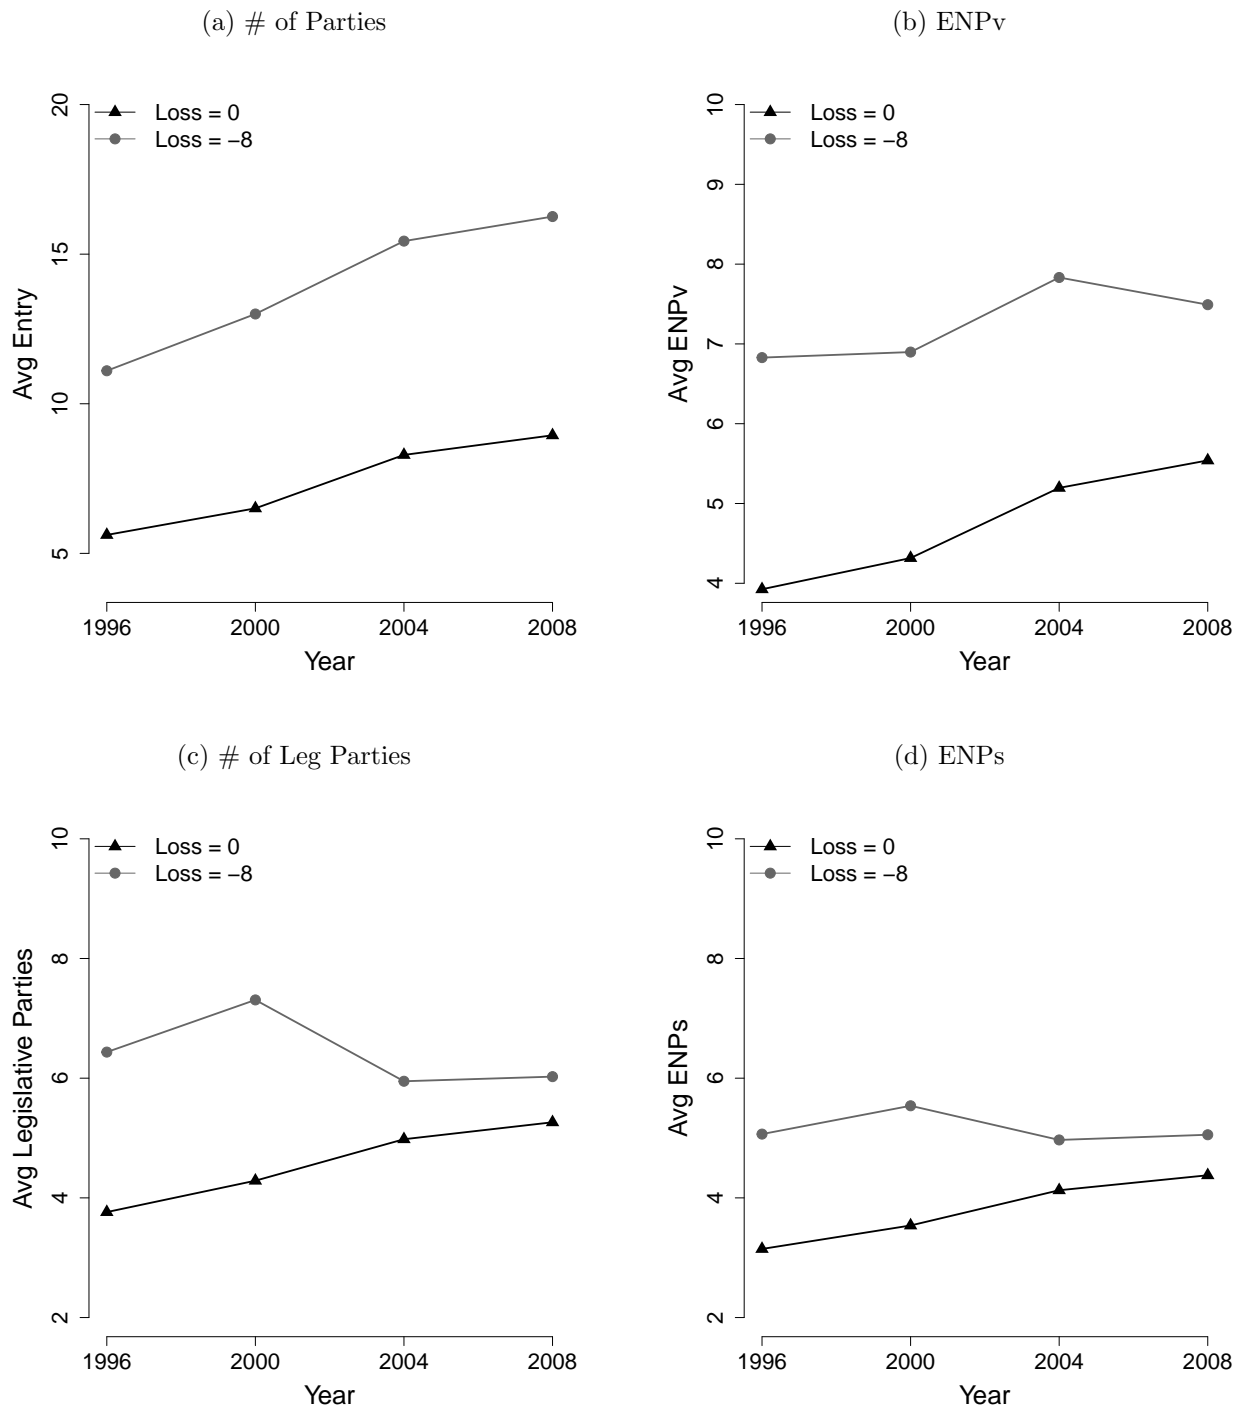 (a) # of Parties
Avg Entry
20
15
10
5
Loss = 0
Loss = −8
1996 2000 2004 2008
Year
(b) ENPv
Avg ENPv
10
9
8
7
6
5
4
Loss = 0
Loss = −8
1996 2000 2004 2008
Year
(c) # of Leg Parties
Avg Legislative Parties
10
8
6
4
2
Loss = 0
Loss = −8
1996 2000 2004 2008
Year
(d) ENPs
Avg ENPs
10
8
6
4
2
Loss = 0
Loss = −8
1996 2000 2004 2008
Year